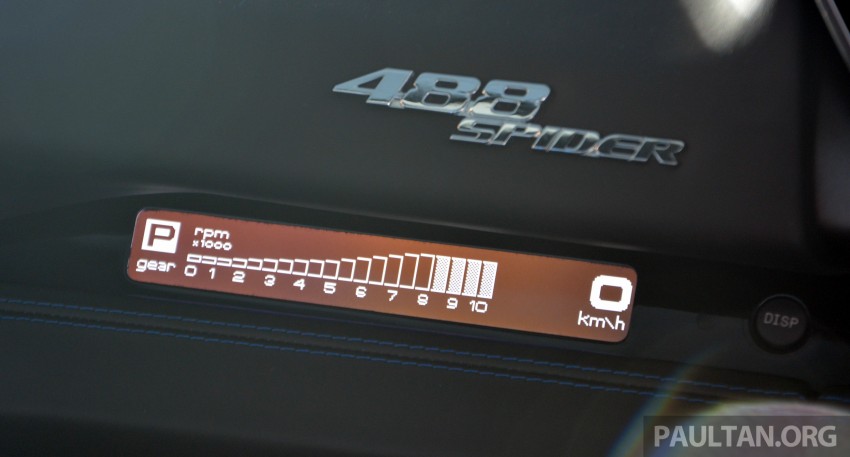 488
SPIDER
P
rpm
x1000
gear
0 1 2 3 4 5 6 7 8 9 10
0
km\h
DISP
PAULTAN.ORG